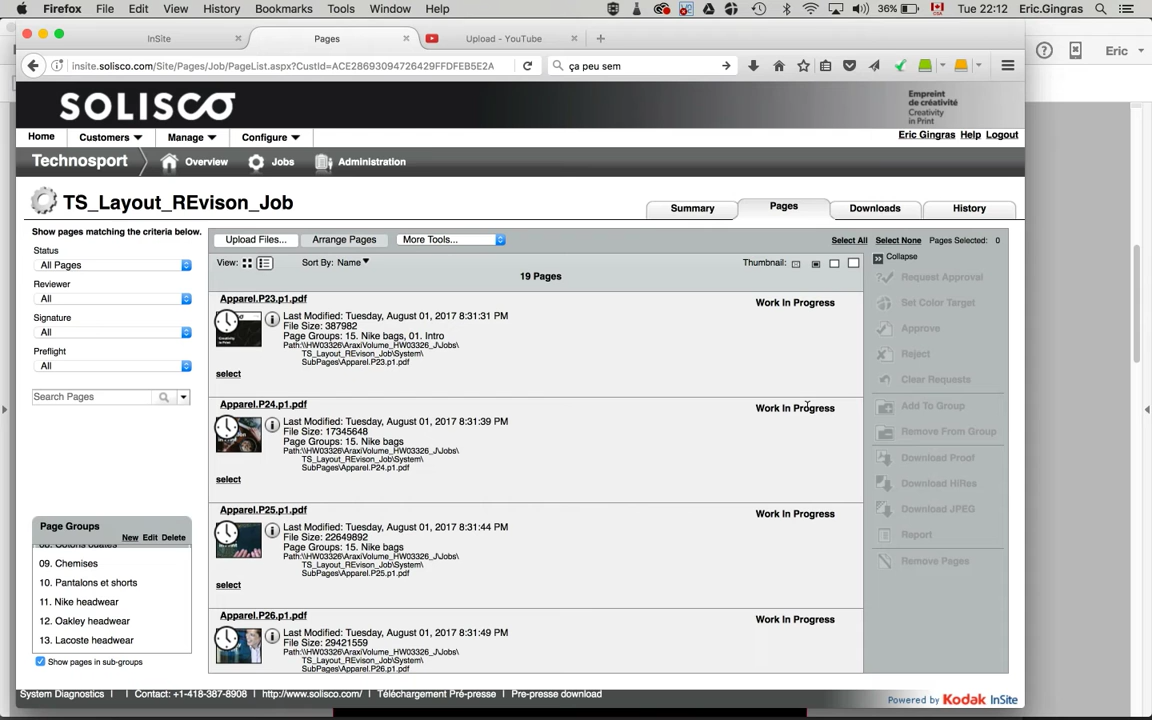 Firefox File Edit View History Bookmarks Tools Window Help 36% Tue 22:12 Eric.Gingras
InSite Pages Upload - YouTube
insite.solisco.com/Site/Pages/Job/PageList.aspx?CustId=ACE28693094726429FFDFEB5E2A ça peu sem
Eric
SOLISCO
Empreint
de créativité
Creativity
in Print
Home Customers Manage Configure Eric Gingras Help Logout
Technosport Overview Jobs Administration
TS_Layout_REvison_Job Summary Pages Downloads History
Show pages matching the criteria below.
Status
All Pages
Reviewer
All
Signature
All
Preflight
All
Search Pages
Page Groups
New Edit Delete
09. Chemises
10. Pantalons et shorts
11. Nike headwear
12. Oakley headwear
13. Lacoste headwear
Show pages in sub-groups
Upload Files... Arrange Pages More Tools... Select All Select None Pages Selected: 0
View: Sort By: Name Thumbnail:
19 Pages
Apparel.P23.p1.pdf
Work In Progress
Last Modified: Tuesday, August 01, 2017 8:31:31 PM
File Size: 387982
Page Groups: 15. Nike bags, 01. Intro
Path:\\HW03326\AraxiVolume_HW03326_J\Jobs\
TS_Layout_REvison_Job\System\
SubPages\Apparel.P23.p1.pdf
select
Apparel.P24.p1.pdf
Work In Progress
Last Modified: Tuesday, August 01, 2017 8:31:39 PM
File Size: 17345648
Page Groups: 15. Nike bags
Path:\\HW03326\AraxiVolume_HW03326_J\Jobs\
TS_Layout_REvison_Job\System\
SubPages\Apparel.P24.p1.pdf
select
Apparel.P25.p1.pdf
Work In Progress
Last Modified: Tuesday, August 01, 2017 8:31:44 PM
File Size: 22649892
Page Groups: 15. Nike bags
Path:\\HW03326\AraxiVolume_HW03326_J\Jobs\
TS_Layout_REvison_Job\System\
SubPages\Apparel.P25.p1.pdf
select
Apparel.P26.p1.pdf
Work In Progress
Last Modified: Tuesday, August 01, 2017 8:31:49 PM
File Size: 29421559
Page Groups: 15. Nike bags
Path:\\HW03326\AraxiVolume_HW03326_J\Jobs\
Collapse
Request Approval
Set Color Target
Approve
Reject
Clear Requests
Add To Group
Remove From Group
Download Proof
Download HiRes
Download JPEG
Report
Remove Pages
System Diagnostics | | Contact: +1-418-387-8908 | http://www.solisco.com/ | Téléchargement Pré-presse | Pre-presse download
Powered by Kodak InSite